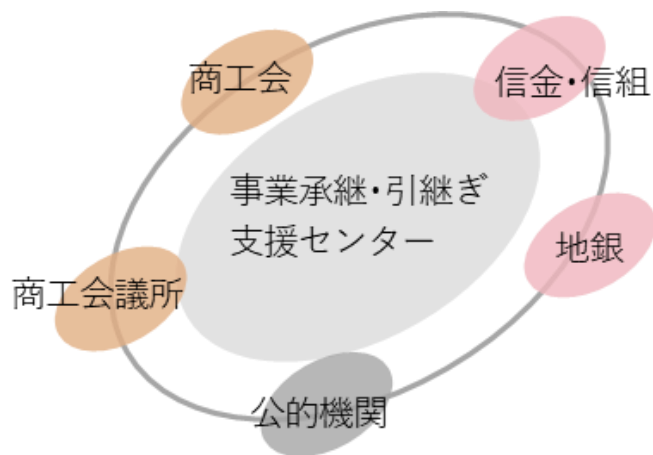 商工会
信金・信組
事業承継・引継ぎ
支援センター
地銀
商工会議所
公的機関